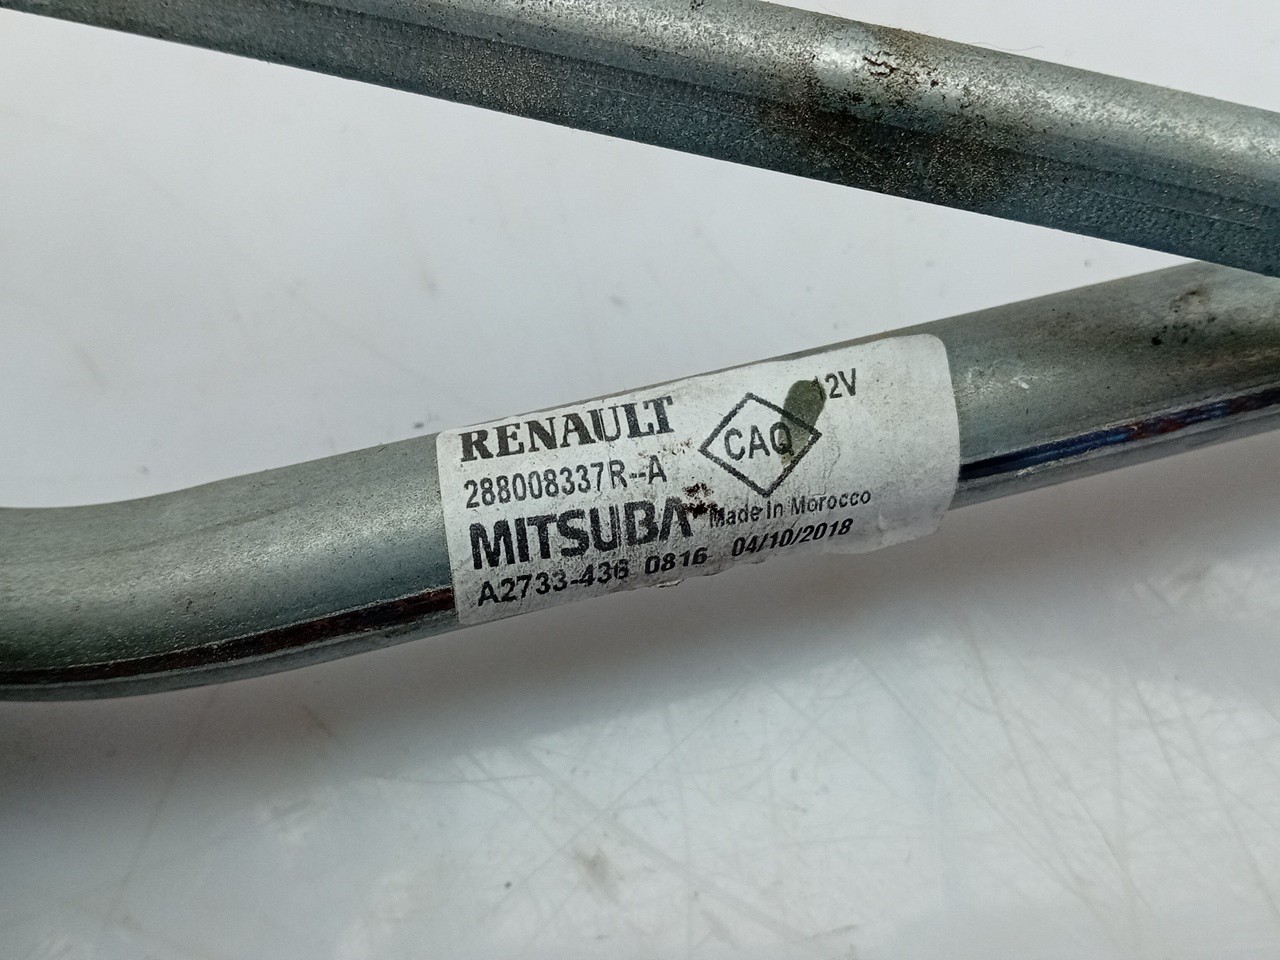 RENAULT
288008337R--A
CAQ
12V
MITSUBA
Made In Morocco
A2733-436 0816 04/10/2018